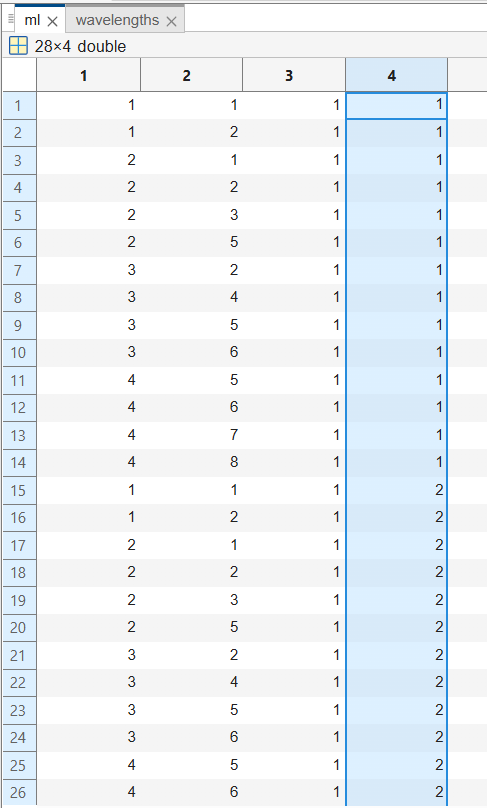 ml × wavelengths ×
28×4 double
1 2 3 4
1 1 1 1 1
2 1 2 1 1
3 2 1 1 1
4 2 2 1 1
5 2 3 1 1
6 2 5 1 1
7 3 2 1 1
8 3 4 1 1
9 3 5 1 1
10 3 6 1 1
11 4 5 1 1
12 4 6 1 1
13 4 7 1 1
14 4 8 1 1
15 1 1 1 2
16 1 2 1 2
17 2 1 1 2
18 2 2 1 2
19 2 3 1 2
20 2 5 1 2
21 3 2 1 2
22 3 4 1 2
23 3 5 1 2
24 3 6 1 2
25 4 5 1 2
26 4 6 1 2